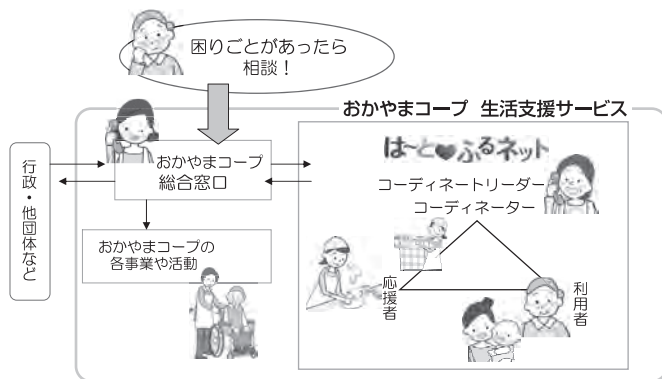 困りごとがあったら
相談！
おかやまコープ 生活支援サービス
行政・他団体など
おかやまコープ
総合窓口
おかやまコープの
各事業や活動
は〜と♥ふるネット
コーディネートリーダー
コーディネーター
応援者
利用者